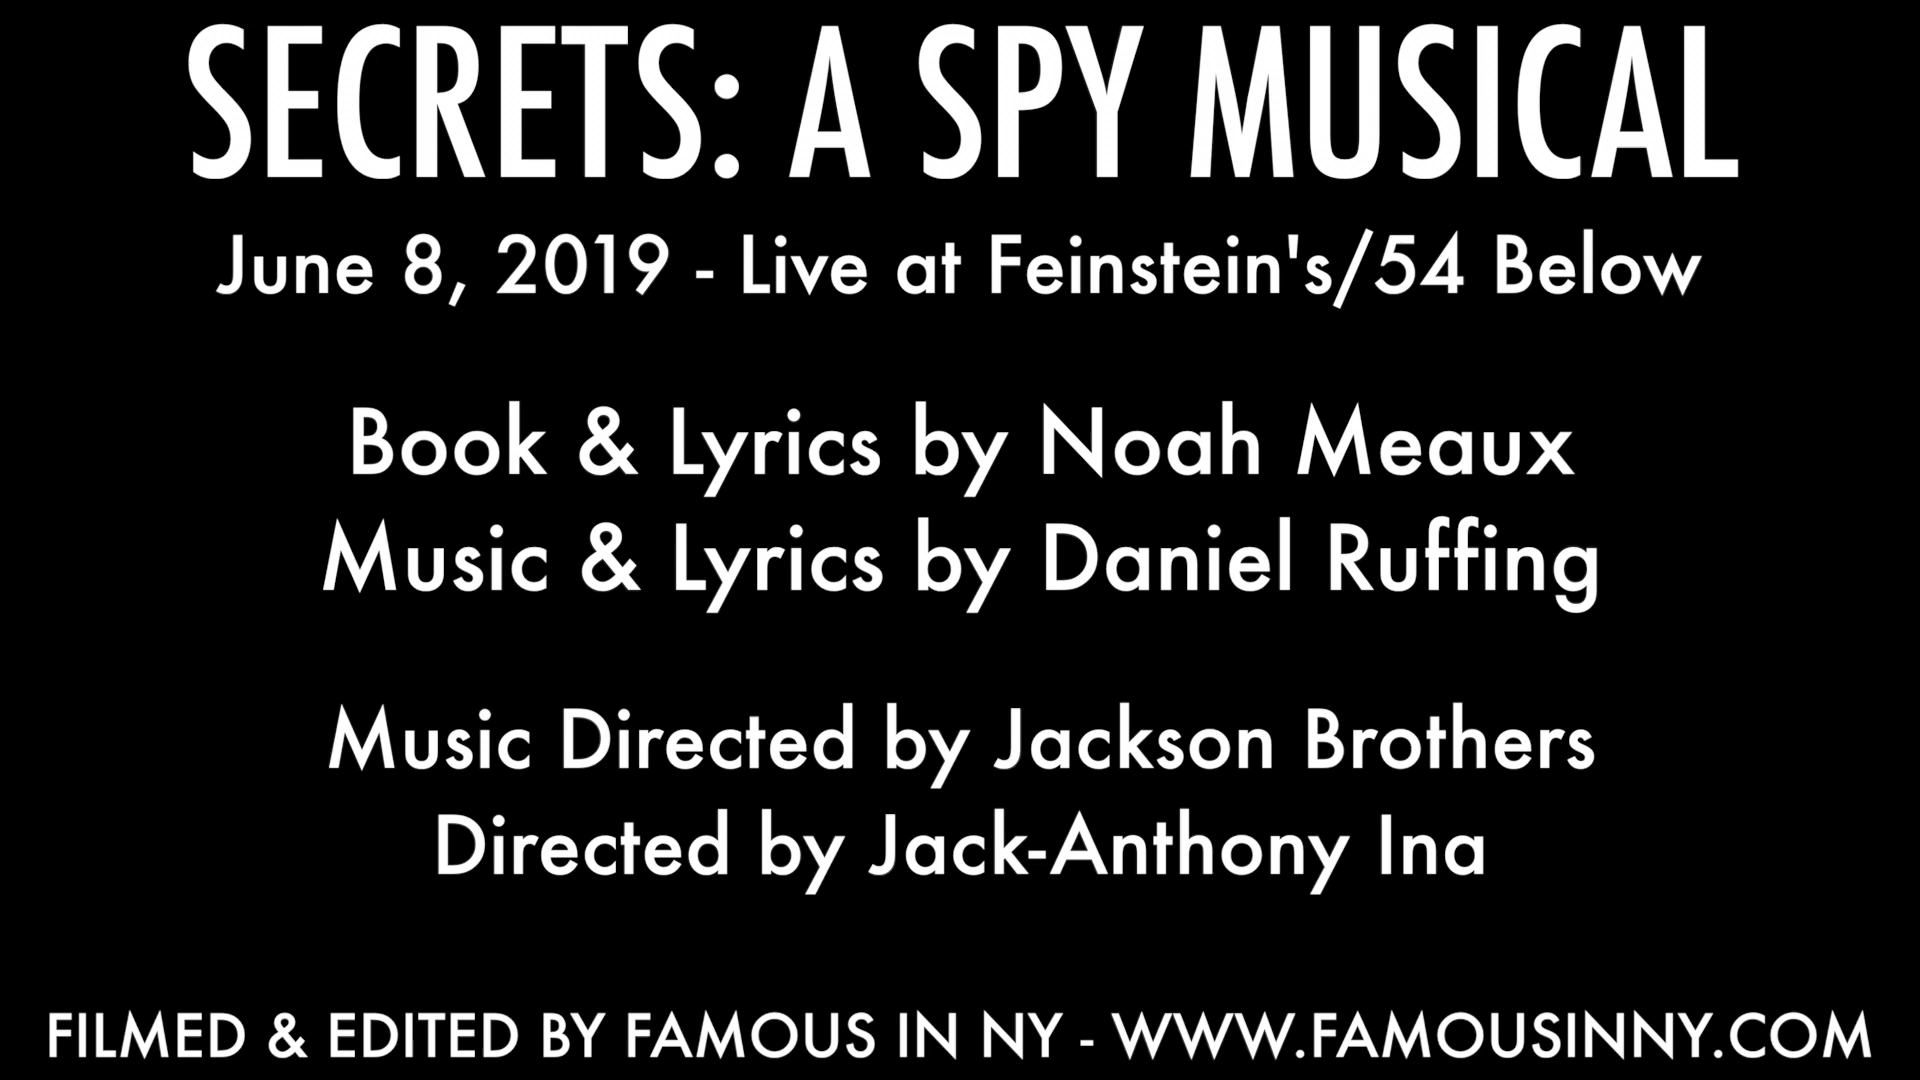 SECRETS: A SPY MUSICAL
June 8, 2019 - Live at Feinstein's/54 Below
Book & Lyrics by Noah Meaux
Music & Lyrics by Daniel Ruffing
Music Directed by Jackson Brothers
Directed by Jack-Anthony Ina
FILMED & EDITED BY FAMOUS IN NY - WWW.FAMOUSINNY.COM